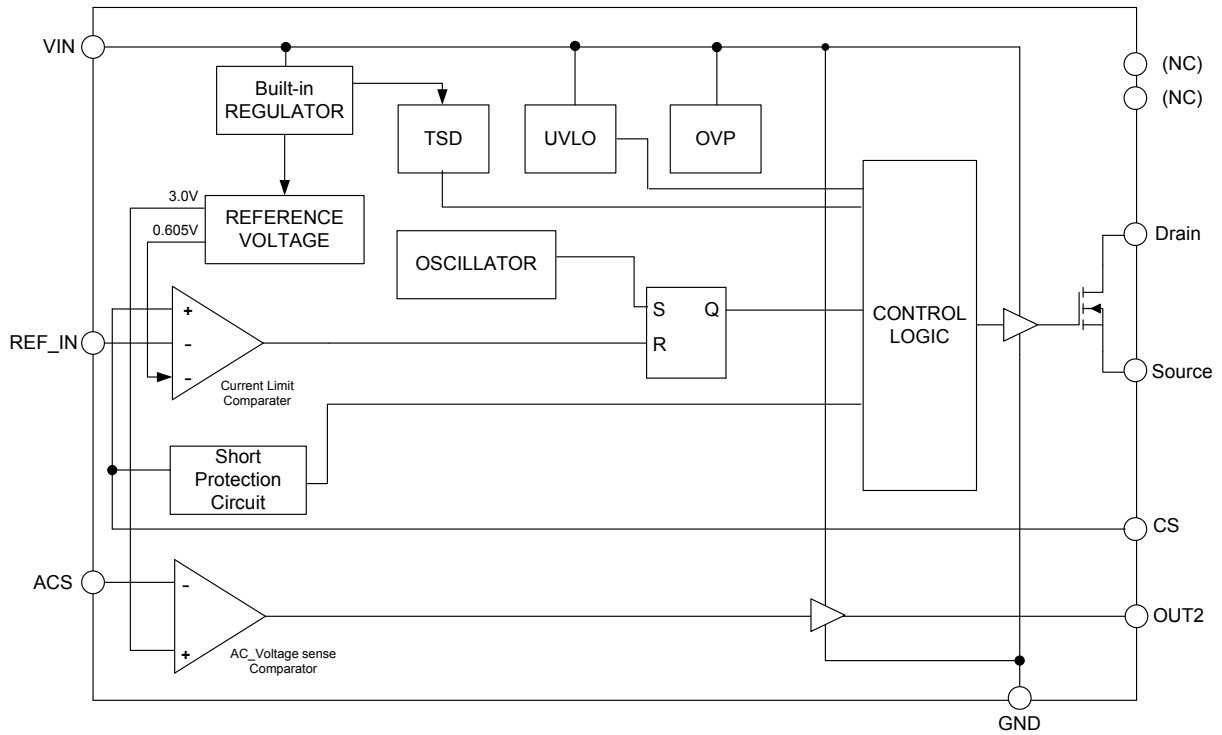 VIN
(NC)
(NC)
Built-in
REGULATOR
TSD
UVLO
OVP
3.0V
0.605V
REFERENCE
VOLTAGE
Drain
OSCILLATOR
S
Q
R
CONTROL
LOGIC
REF_IN
+
-
-
Current Limit
Comparater
Source
Short
Protection
Circuit
CS
ACS
-
+
AC_Voltage sense
Comparator
OUT2
GND